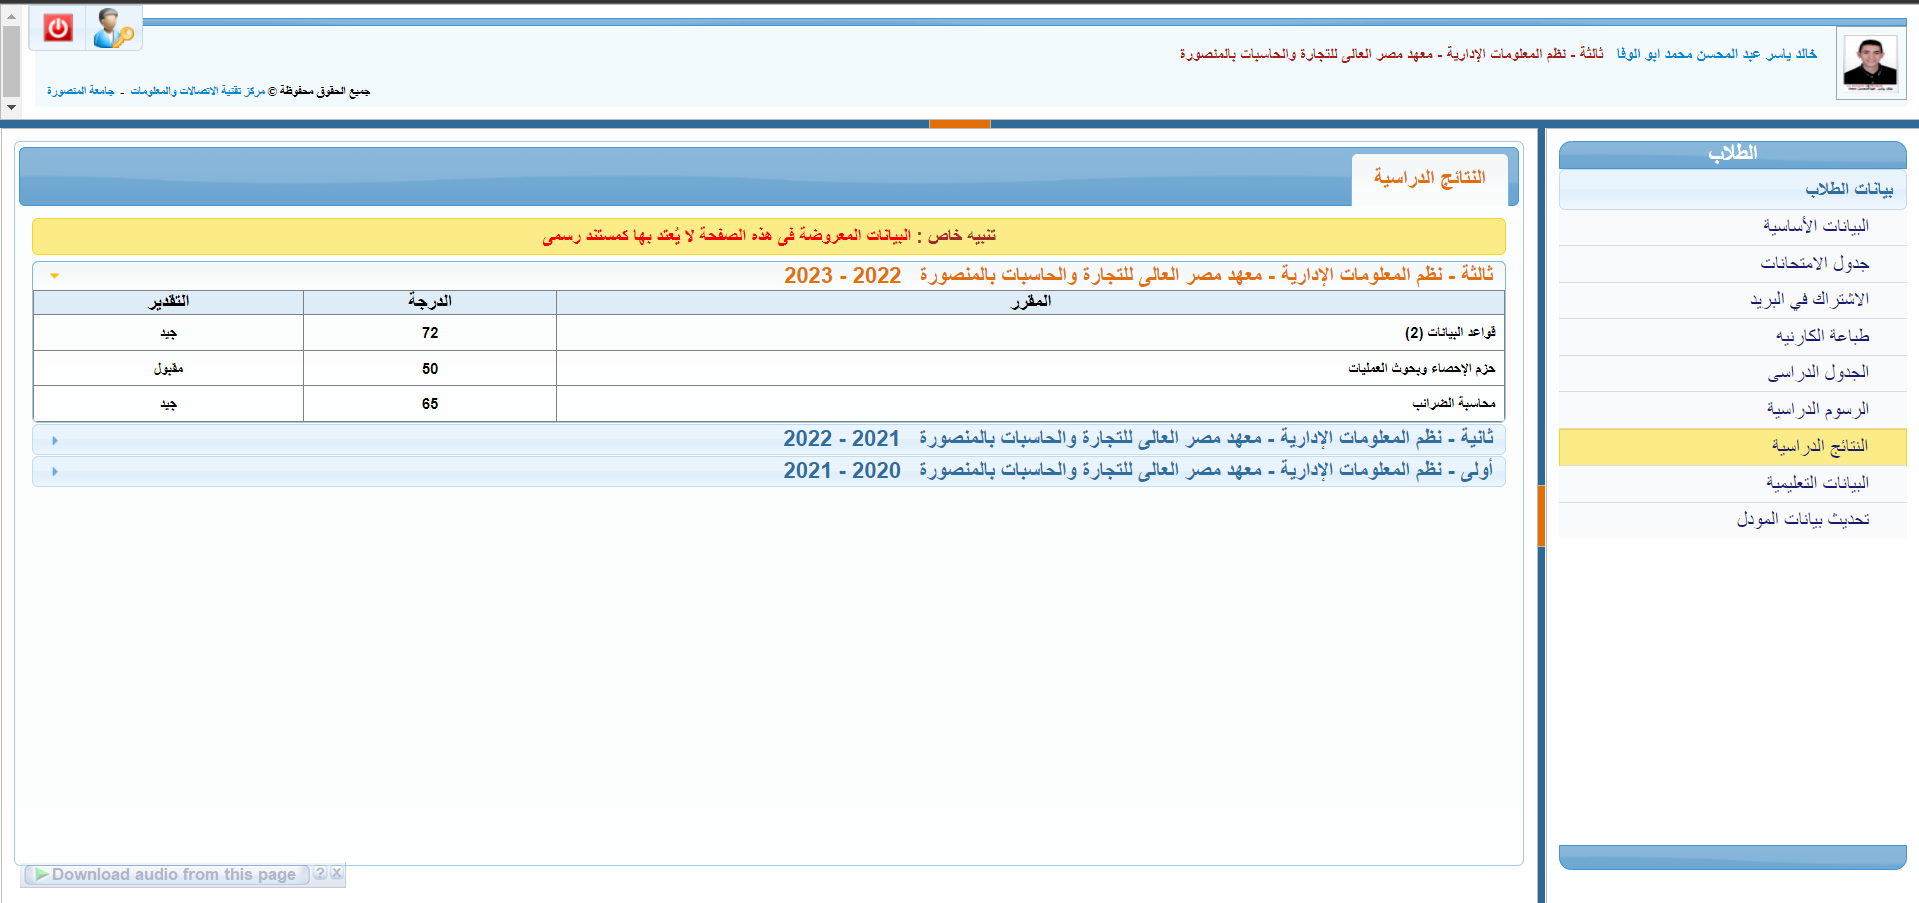 خالد ياسر عبد المحسن محمد ابو الوفا ثالثة - نظم المعلومات الإدارية - معهد مصر العالى للتجارة والحاسبات بالمنصورة
جميع الحقوق محفوظة © مركز تقنية الاتصالات والمعلومات - جامعة المنصورة
الطلاب
بيانات الطلاب
البيانات الأساسية
جدول الامتحانات
الاشتراك في البريد
طباعة الكارنيه
الجدول الدراسى
الرسوم الدراسية
النتائج الدراسية
البيانات التعليمية
تحديث بيانات المودل
النتائج الدراسية
تنبيه خاص : البيانات المعروضة فى هذه الصفحة لا يُعتد بها كمستند رسمى
ثالثة - نظم المعلومات الإدارية - معهد مصر العالى للتجارة والحاسبات بالمنصورة 2022 - 2023
المقرر الدرجة التقدير
قواعد البيانات (2) 72 جيد
حزم الإحصاء وبحوث العمليات 50 مقبول
محاسبة الضرائب 65 جيد
ثانية - نظم المعلومات الإدارية - معهد مصر العالى للتجارة والحاسبات بالمنصورة 2021 - 2022
أولى - نظم المعلومات الإدارية - معهد مصر العالى للتجارة والحاسبات بالمنصورة 2020 - 2021
Download audio from this page ? X